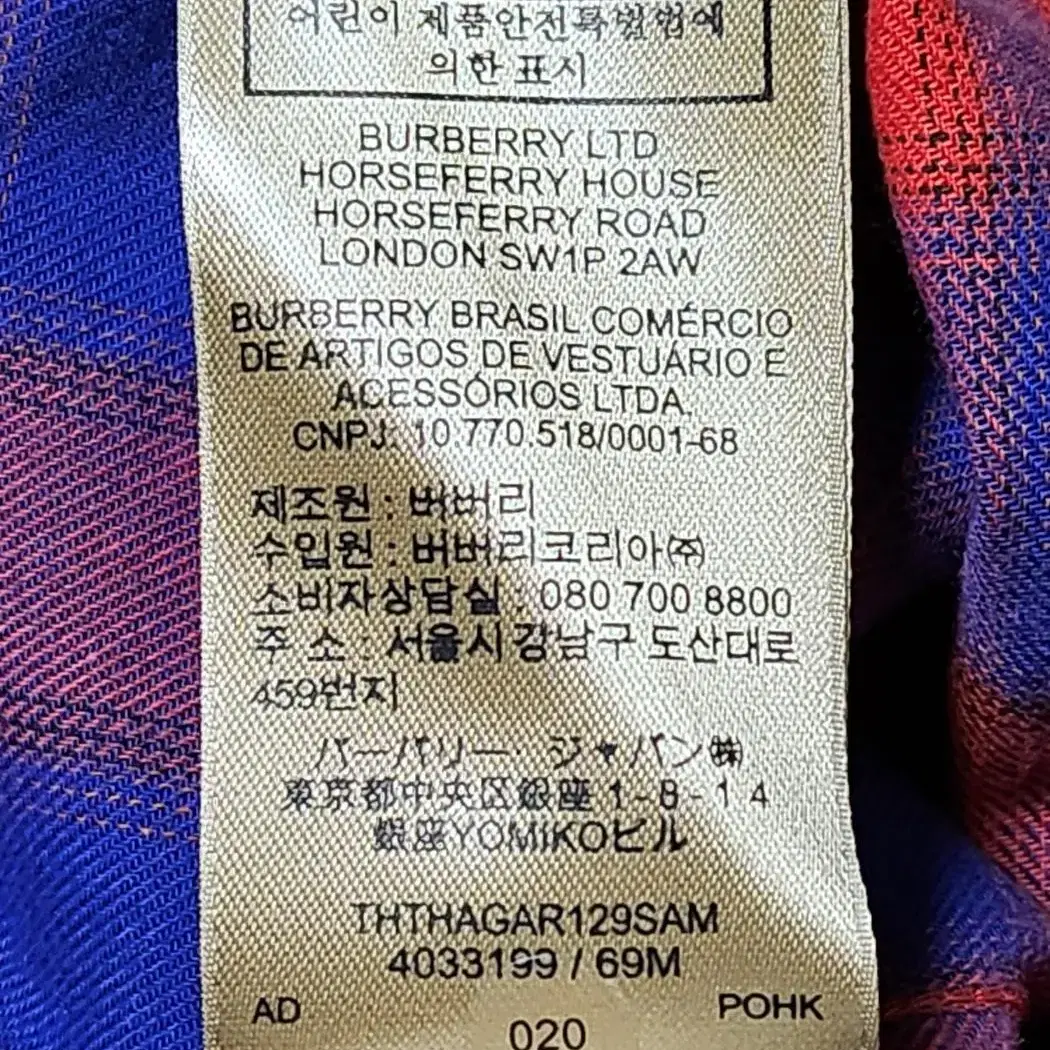 어린이제품안전특별법에
의한 표시
BURBERRY LTD
HORSEFERRY HOUSE
HORSEFERRY ROAD
LONDON SW1P 2AW
BURBERRY BRASIL COMÉRCIO
DE ARTIGOS DE VESTUÁRIO E
ACESSÓRIOS LTDA.
CNPJ: 10.770.518/0001-68
제조원 : 버버리
수입원 : 버버리코리아㈜
소비자상담실 : 080 700 8800
주 소 : 서울시 강남구 도산대로
459번지
バーバリー・ジャパン㈱
東京都中央区銀座 1-8-14
銀座YOMIKOビル
THTHAGAR129SAM
4033199 / 69M
AD POHK
020